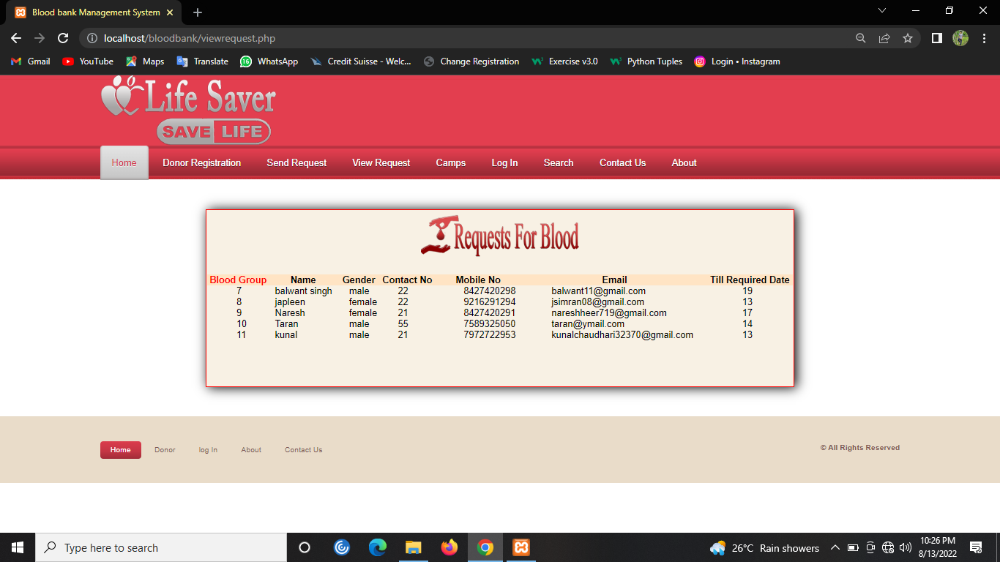 Blood bank Management System
localhost/bloodbank/viewrequest.php
Gmail YouTube Maps Translate 16 WhatsApp Credit Suisse - Welc... Change Registration Exercise v3.0 Python Tuples Login • Instagram
Life Saver
SAVE LIFE
Home Donor Registration Send Request View Request Camps Log In Search Contact Us About
Requests For Blood
Blood Group Name Gender Contact No Mobile No Email Till Required Date
7 balwant singh male 22 8427420298 balwant11@gmail.com 19
8 japleen female 22 9216291294 jsimran08@gmail.com 13
9 Naresh female 21 8427420291 nareshheer719@gmail.com 17
10 Taran male 55 7589325050 taran@ymail.com 14
11 kunal male 21 7972722953 kunalchaudhari32370@gmail.com 13
Home Donor log In About Contact Us © All Rights Reserved
Type here to search 26°C Rain showers 10:26 PM
8/13/2022